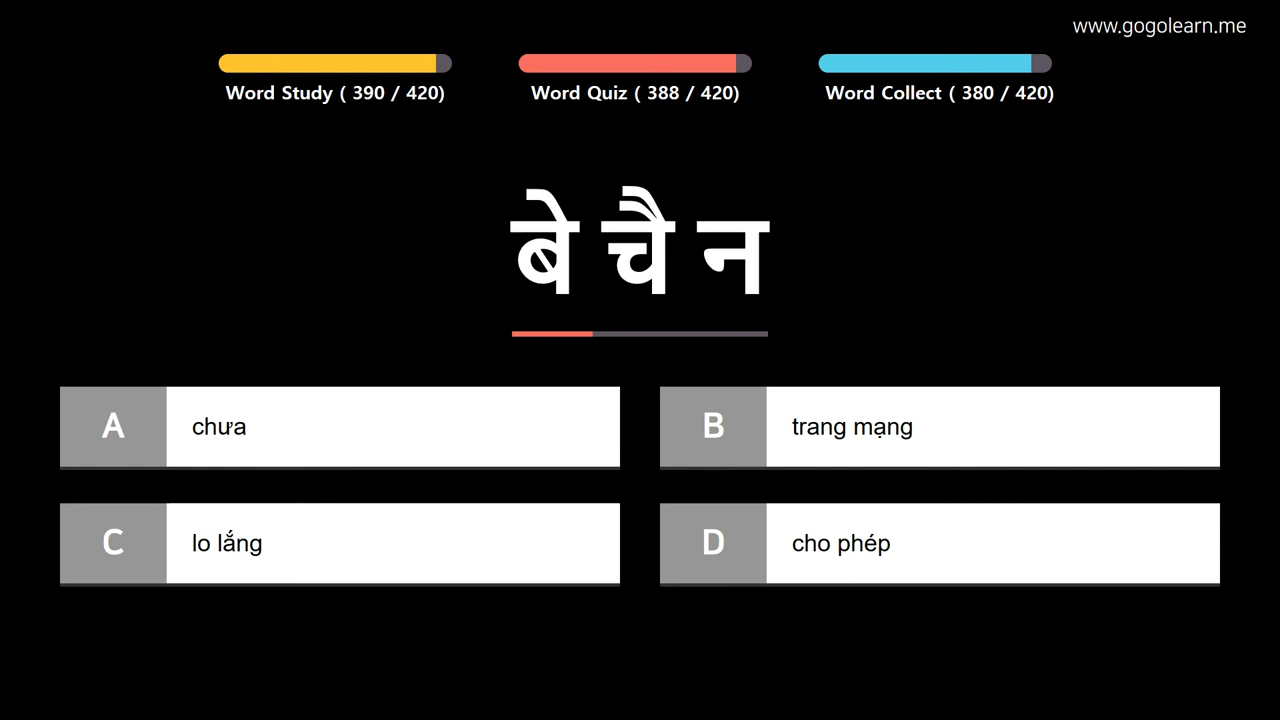 www.gogolearn.me
Word Study ( 390 / 420)
Word Quiz ( 388 / 420)
Word Collect ( 380 / 420)
बे चै न
A chưa
B trang mạng
C lo lắng
D cho phép